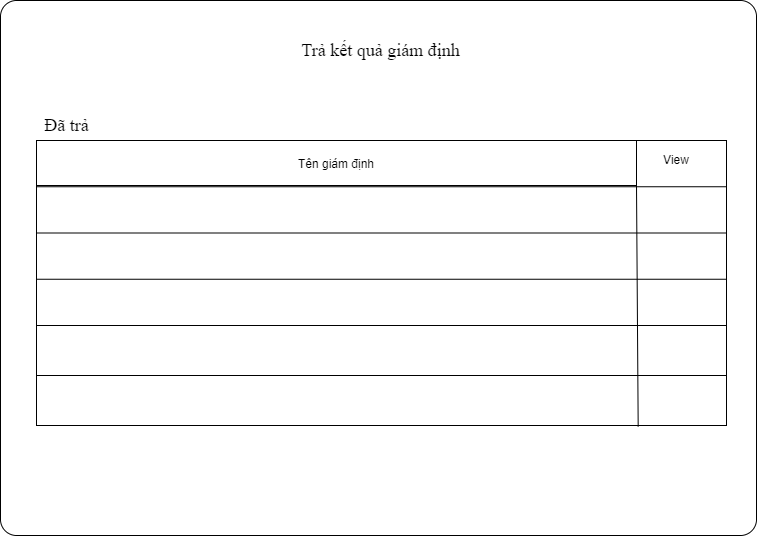 Trả kết quả giám định
Đã trả
Tên giám định
View